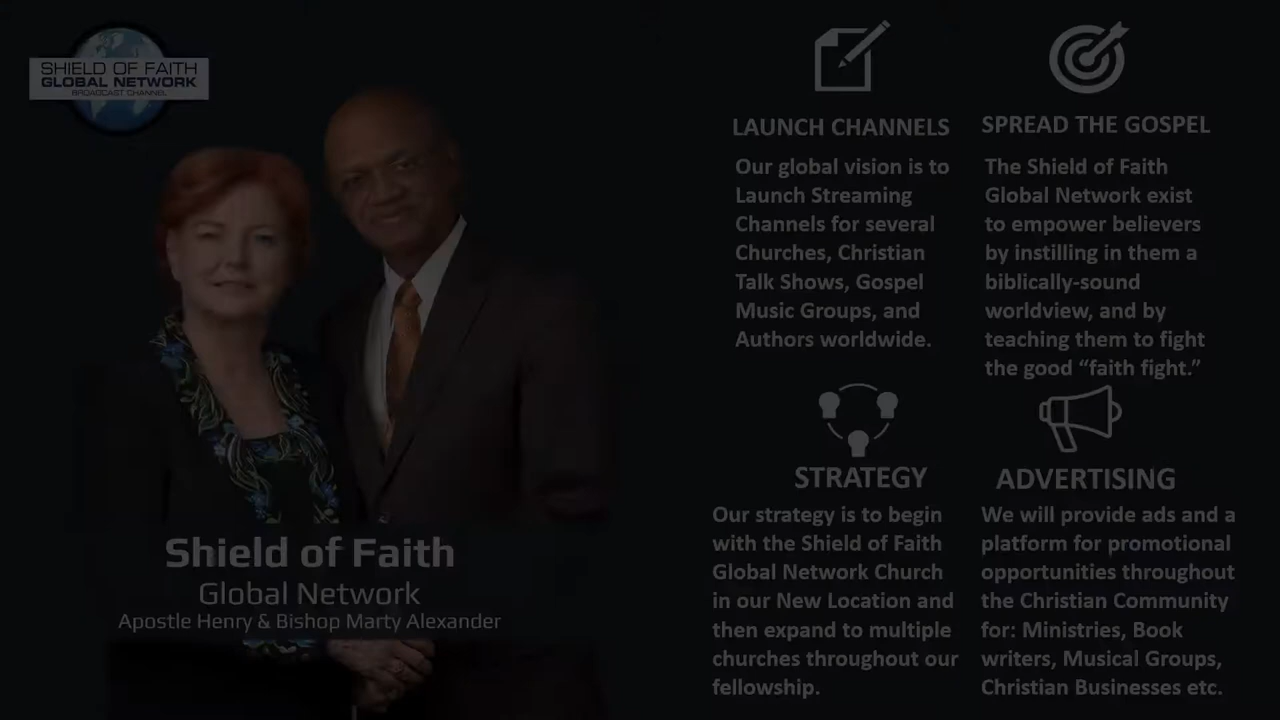 SHIELD OF FAITH
GLOBAL NETWORK
BROADCAST CHANNEL
Shield of Faith
Global Network
Apostle Henry & Bishop Marty Alexander
LAUNCH CHANNELS
Our global vision is to
Launch Streaming
Channels for several
Churches, Christian
Talk Shows, Gospel
Music Groups, and
Authors worldwide.
SPREAD THE GOSPEL
The Shield of Faith
Global Network exist
to empower believers
by instilling in them a
biblically-sound
worldview, and by
teaching them to fight
the good “faith fight.”
STRATEGY
Our strategy is to begin
with the Shield of Faith
Global Network Church
in our New Location and
then expand to multiple
churches throughout our
fellowship.
ADVERTISING
We will provide ads and a
platform for promotional
opportunities throughout
the Christian Community
for: Ministries, Book
writers, Musical Groups,
Christian Businesses etc.